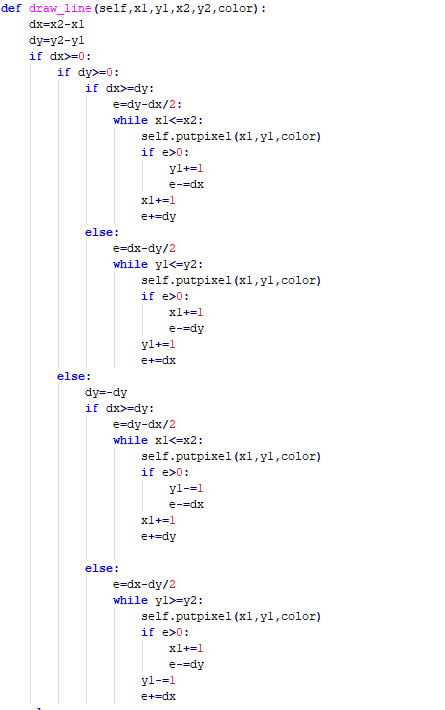 def draw_line(self,x1,y1,x2,y2,color):
    dx=x2-x1
    dy=y2-y1
    if dx>=0:
        if dy>=0:
            if dx>=dy:
                e=dy-dx/2:
                while x1<=x2:
                    self.putpixel(x1,y1,color)
                    if e>0:
                        y1+=1
                        e-=dx
                    x1+=1
                    e+=dy
            else:
                e=dx-dy/2
                while y1<=y2:
                    self.putpixel(x1,y1,color)
                    if e>0:
                        x1+=1
                        e-=dy
                    y1+=1
                    e+=dx
        else:
            dy=-dy
            if dx>=dy:
                e=dy-dx/2
                while x1<=x2:
                    self.putpixel(x1,y1,color)
                    if e>0:
                        y1-=1
                        e-=dx
                    x1+=1
                    e+=dy

            else:
                e=dx-dy/2
                while y1>=y2:
                    self.putpixel(x1,y1,color)
                    if e>0:
                        x1+=1
                        e-=dy
                    y1-=1
                    e+=dx